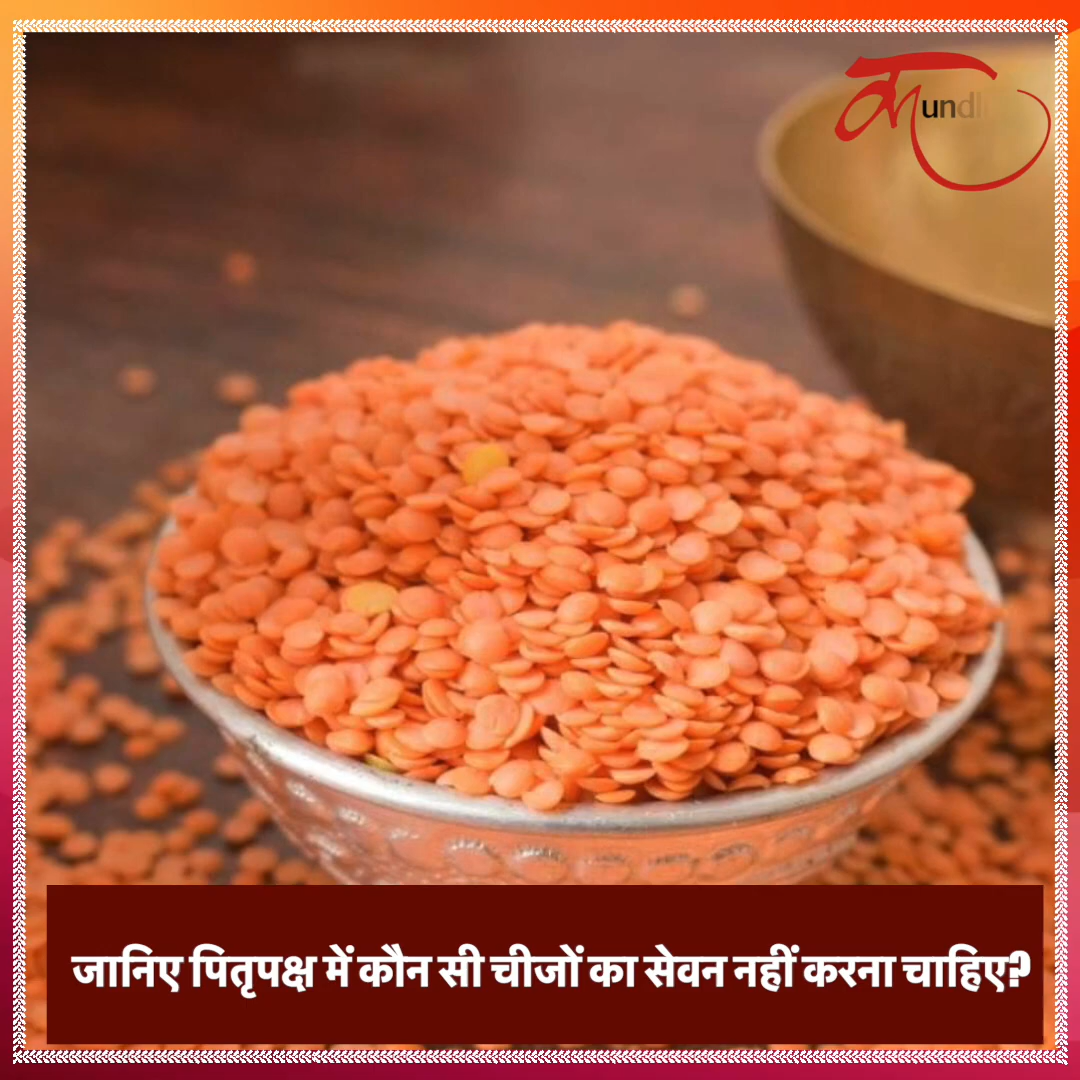 जानिए पितृपक्ष में कौन सी चीजों का सेवन नहीं करना चाहिए?